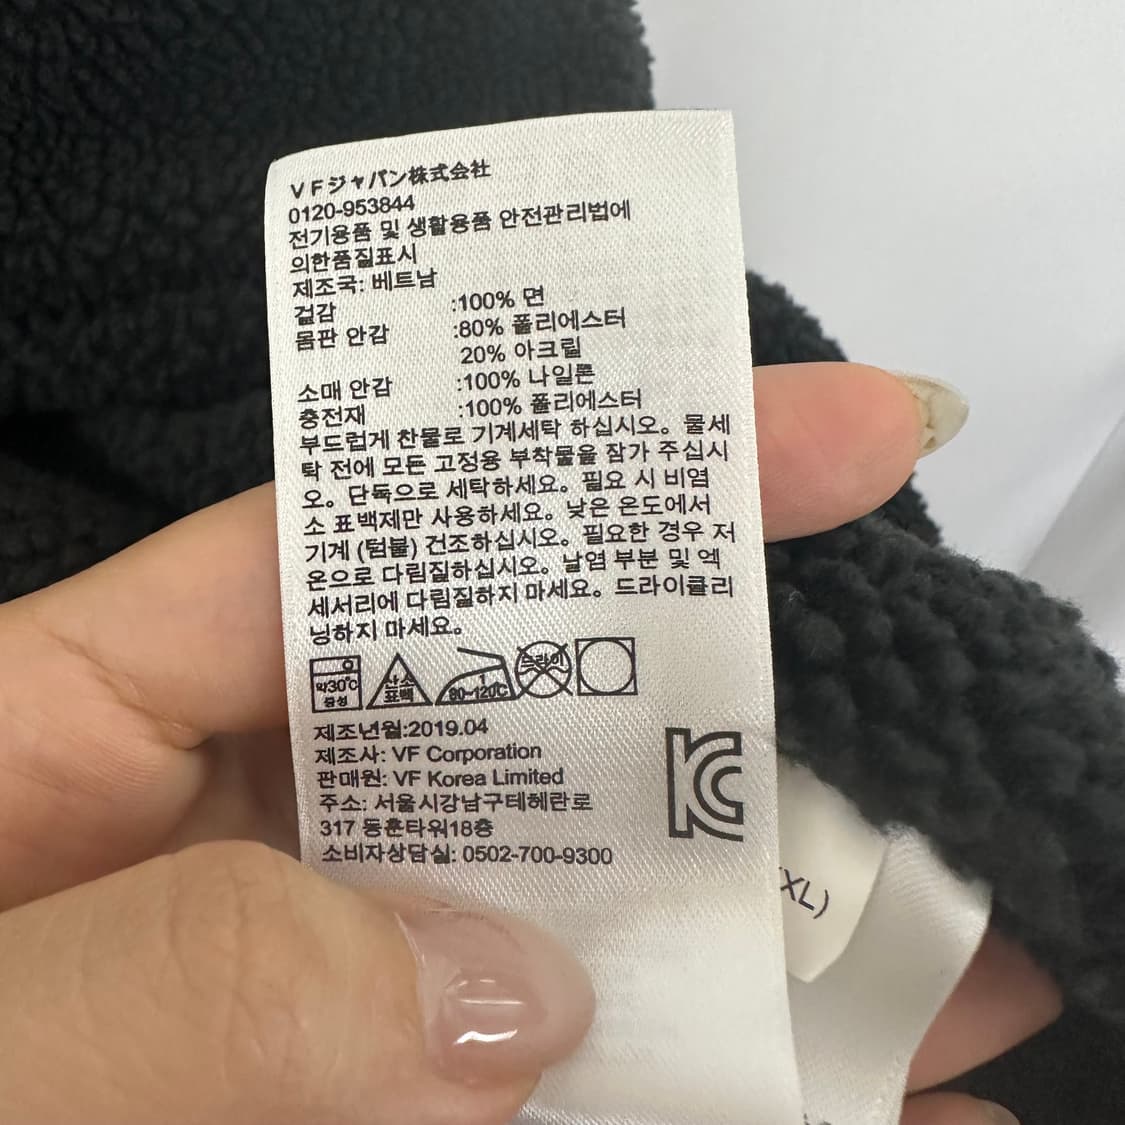 VFジャパン株式会社
0120-953844
전기용품 및 생활용품 안전관리법에
의한품질표시
제조국: 베트남
겉감 :100% 면
몸판 안감 :80% 폴리에스터
20% 아크릴
소매 안감 :100% 나일론
충전재 :100% 폴리에스터
부드럽게 찬물로 기계세탁 하십시오。물세
탁 전에 모든 고정용 부착물을 잠가 주십시
오。단독으로 세탁하세요。필요 시 비염
소 표백제만 사용하세요。낮은 온도에서
기계 (텀블) 건조하십시오。필요한 경우 저
온으로 다림질하십시오。날염 부분 및 엑
세서리에 다림질하지 마세요。드라이클리
닝하지 마세요。
약30℃
중성
산소
표백
1
80~120℃
드라이
제조년월:2019.04
제조사: VF Corporation
판매원: VF Korea Limited
주소: 서울시강남구테헤란로
317 동훈타워18층
소비자상담실: 0502-700-9300
KC
XL)